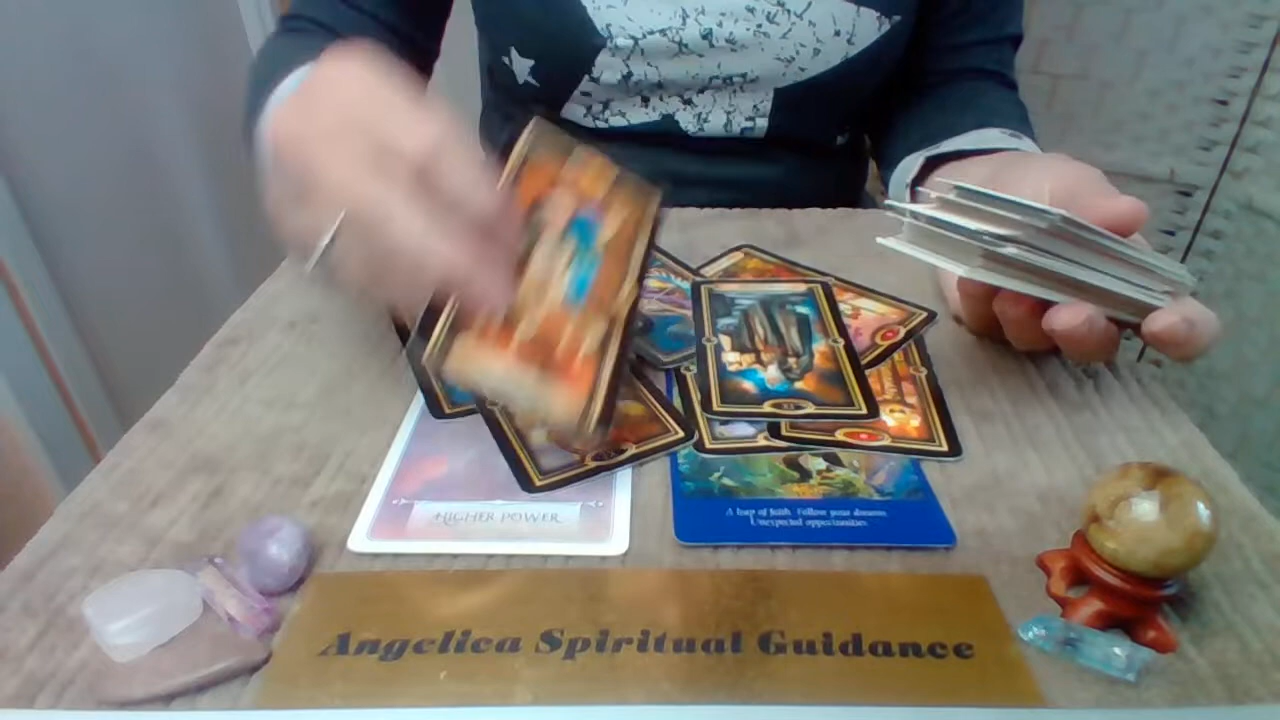 HIGHER POWER
A leap of faith. Follow your dreams.
Unexpected opportunities.
Angelica Spiritual Guidance